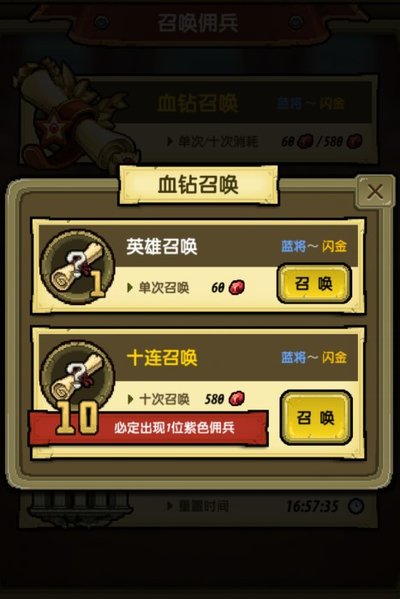 召唤佣兵
血钻召唤 蓝将～闪金
单次/十次消耗 60 /580
血钻召唤
英雄召唤 蓝将～闪金
1
单次召唤 60 召唤
十连召唤 蓝将～闪金
十次召唤 580 召唤
10
必定出现1位紫色佣兵
重置时间 16:57:35